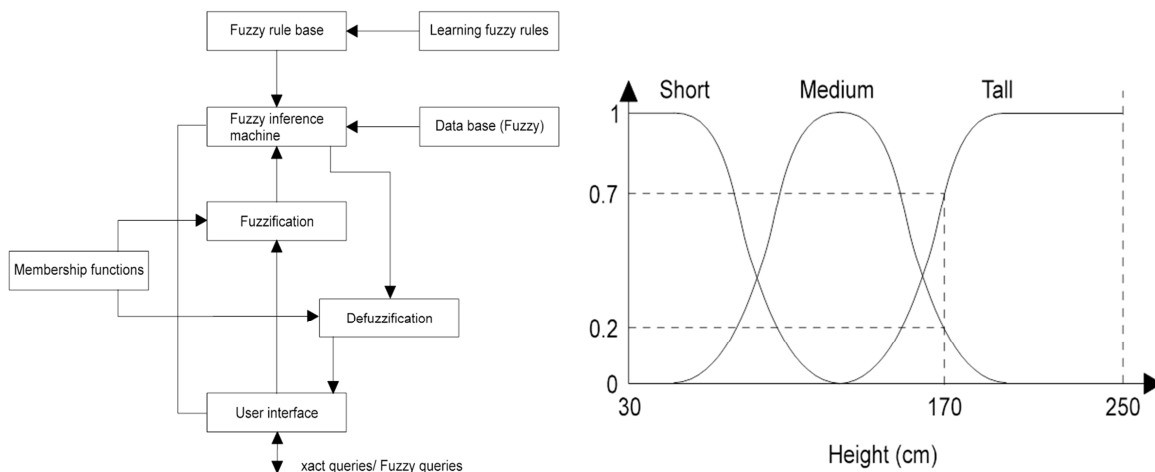 Fuzzy rule base
Learning fuzzy rules
Fuzzy inference
machine
Data base (Fuzzy)
Fuzzification
Membership functions
Defuzzification
User interface
xact queries/ Fuzzy queries
Short
Medium
Tall
1
0.7
0.2
0
30
170
250
Height (cm)